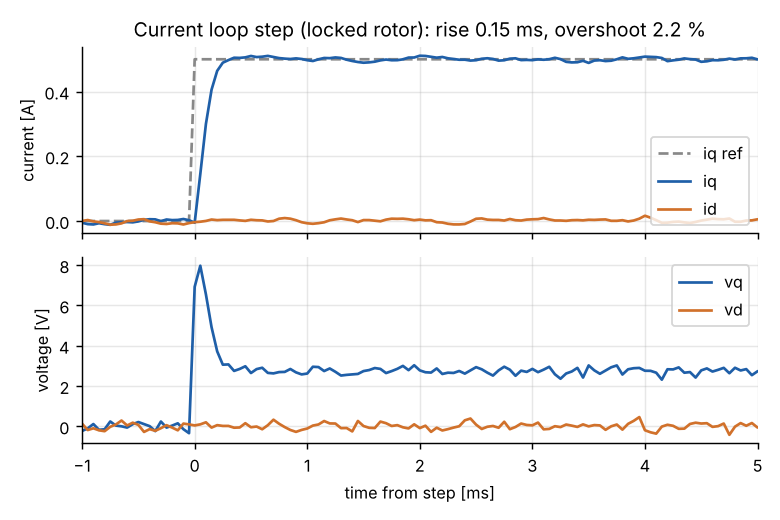 Current loop step (locked rotor): rise 0.15 ms, overshoot 2.2 %
current [A]
0.4
0.2
0.0
iq ref
iq
id
voltage [V]
8
6
4
2
0
vq
vd
−1
0
1
2
3
4
5
time from step [ms]